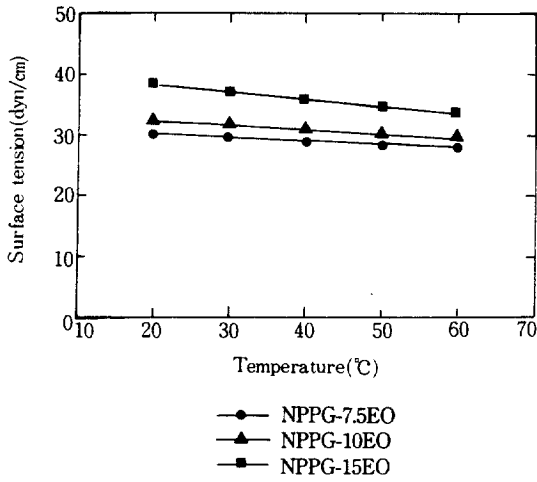 50
40
30
20
10
0
10 20 30 40 50 60 70
Surface tension(dyn/cm)
Temperature(℃)
NPPG-7.5EO
NPPG-10EO
NPPG-15EO